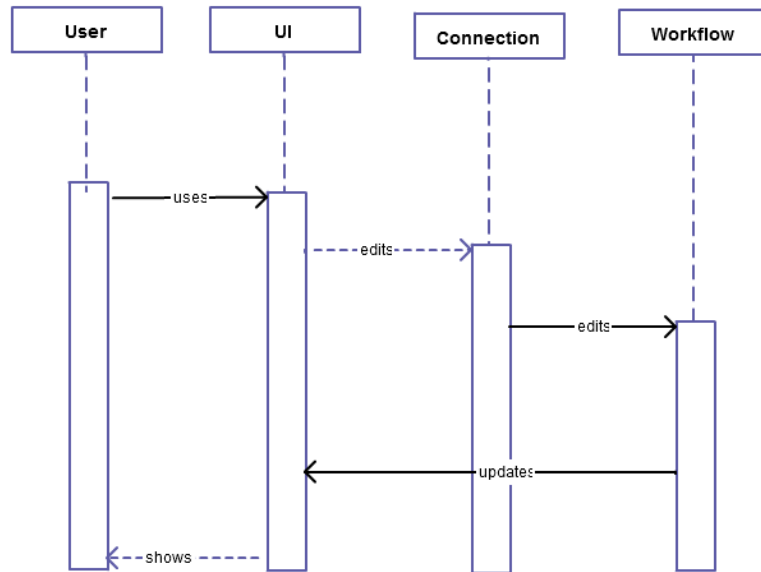 User
UI
Connection
Workflow
uses
edits
edits
updates
shows